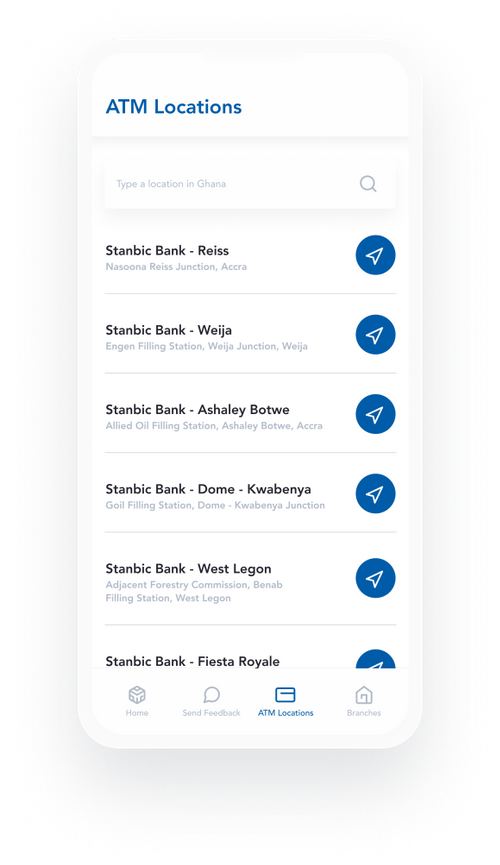 ATM Locations
Type a location in Ghana
Stanbic Bank - Reiss
Nasoona Reiss Junction, Accra
Stanbic Bank - Weija
Engen Filling Station, Weija Junction, Weija
Stanbic Bank - Ashaley Botwe
Allied Oil Filling Station, Ashaley Botwe, Accra
Stanbic Bank - Dome - Kwabenya
Goil Filling Station, Dome - Kwabenya Junction
Stanbic Bank - West Legon
Adjacent Forestry Commission, Benab
Filling Station, West Legon
Stanbic Bank - Fiesta Royale
Home
Send Feedback
ATM Locations
Branches